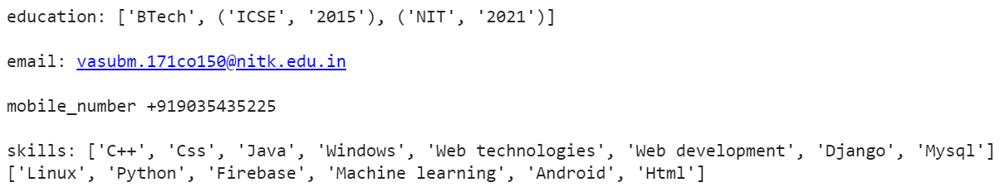 education: ['BTech', ('ICSE', '2015'), ('NIT', '2021')]
email: vasubm.171co150@nitk.edu.in
mobile_number +919035435225
skills: ['C++', 'Css', 'Java', 'Windows', 'Web technologies', 'Web development', 'Django', 'Mysql']
['Linux', 'Python', 'Firebase', 'Machine learning', 'Android', 'Html']